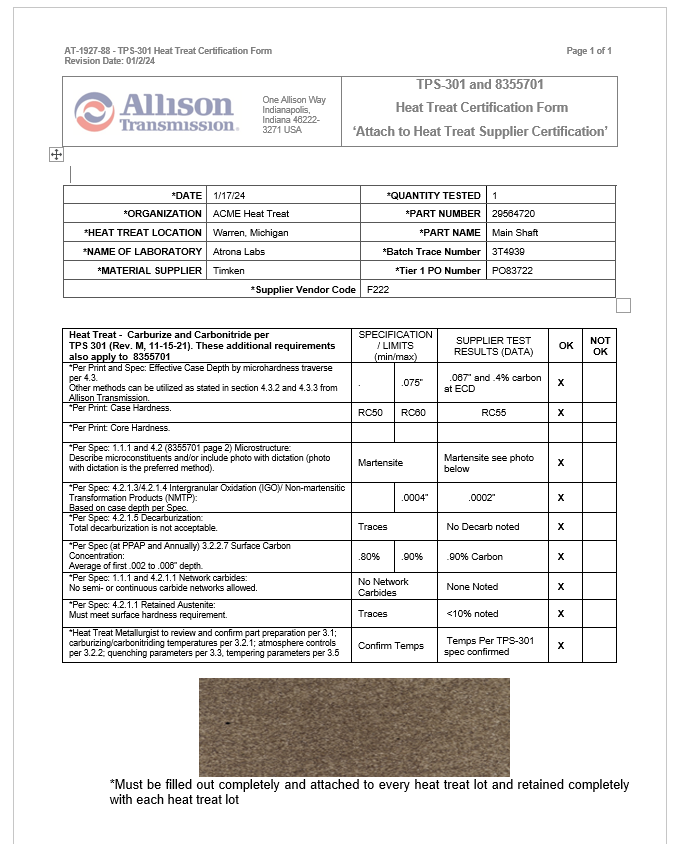 AT-1927-88 - TPS-301 Heat Treat Certification Form
Page 1 of 1
Revision Date: 01/2/24
Allison
Transmission
One Allison Way
Indianapolis,
Indiana 46222-
3271 USA
TPS-301 and 8355701
Heat Treat Certification Form
‘Attach to Heat Treat Supplier Certification’
*DATE 1/17/24 *QUANTITY TESTED 1
*ORGANIZATION ACME Heat Treat *PART NUMBER 29564720
*HEAT TREAT LOCATION Warren, Michigan *PART NAME Main Shaft
*NAME OF LABORATORY Atrona Labs *Batch Trace Number 3T4939
*MATERIAL SUPPLIER Timken *Tier 1 PO Number PO83722
*Supplier Vendor Code F222
Heat Treat - Carburize and Carbonitride per
TPS 301 (Rev. M, 11-15-21). These additional requirements
also apply to 8355701
SPECIFICATION
/ LIMITS
(min/max)
SUPPLIER TEST
RESULTS (DATA)
OK
NOT
OK
*Per Print and Spec: Effective Case Depth by microhardness traverse
per 4.3.
Other methods can be utilized as stated in section 4.3.2 and 4.3.3 from
Allison Transmission.
.
.075”
.067” and .4% carbon
at ECD
X
*Per Print: Case Hardness.
RC50
RC60
RC55
X
*Per Print: Core Hardness.
*Per Spec: 1.1.1 and 4.2 (8355701 page 2) Microstructure:
Describe microconstituents and/or include photo with dictation (photo
with dictation is the preferred method).
Martensite
Martensite see photo
below
X
*Per Spec: 4.2.1.3/4.2.1.4 Intergranular Oxidation (IGO)/ Non-martensitic
Transformation Products (NMTP):
Based on case depth per Spec.
.0004”
.0002”
X
*Per Spec: 4.2.1.5 Decarburization:
Total decarburization is not acceptable.
Traces
No Decarb noted
X
*Per Spec (at PPAP and Annually) 3.2.2.7 Surface Carbon
Concentration:
Average of first .002 to .006” depth.
.80%
.90%
.90% Carbon
X
*Per Spec: 1.1.1 and 4.2.1.1 Network carbides:
No semi- or continuous carbide networks allowed.
No Network
Carbides
None Noted
X
*Per Spec: 4.2.1.1 Retained Austenite:
Must meet surface hardness requirement.
Traces
<10% noted
X
*Heat Treat Metallurgist to review and confirm part preparation per 3.1;
carburizing/carbonitriding temperatures per 3.2.1; atmosphere controls
per 3.2.2; quenching parameters per 3.3, tempering parameters per 3.5
Confirm Temps
Temps Per TPS-301
spec confirmed
X
*Must be filled out completely and attached to every heat treat lot and retained completely
with each heat treat lot